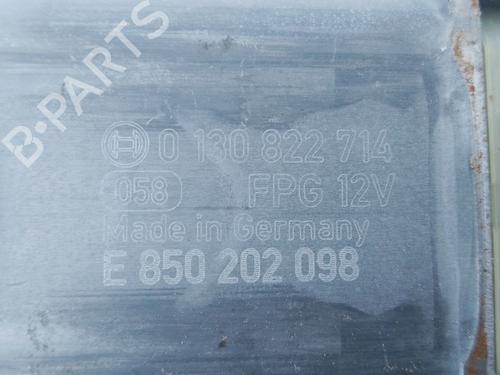 B-PARTS
0 130 822 714
058 FPG 12V
Made in Germany
E 850 202 098